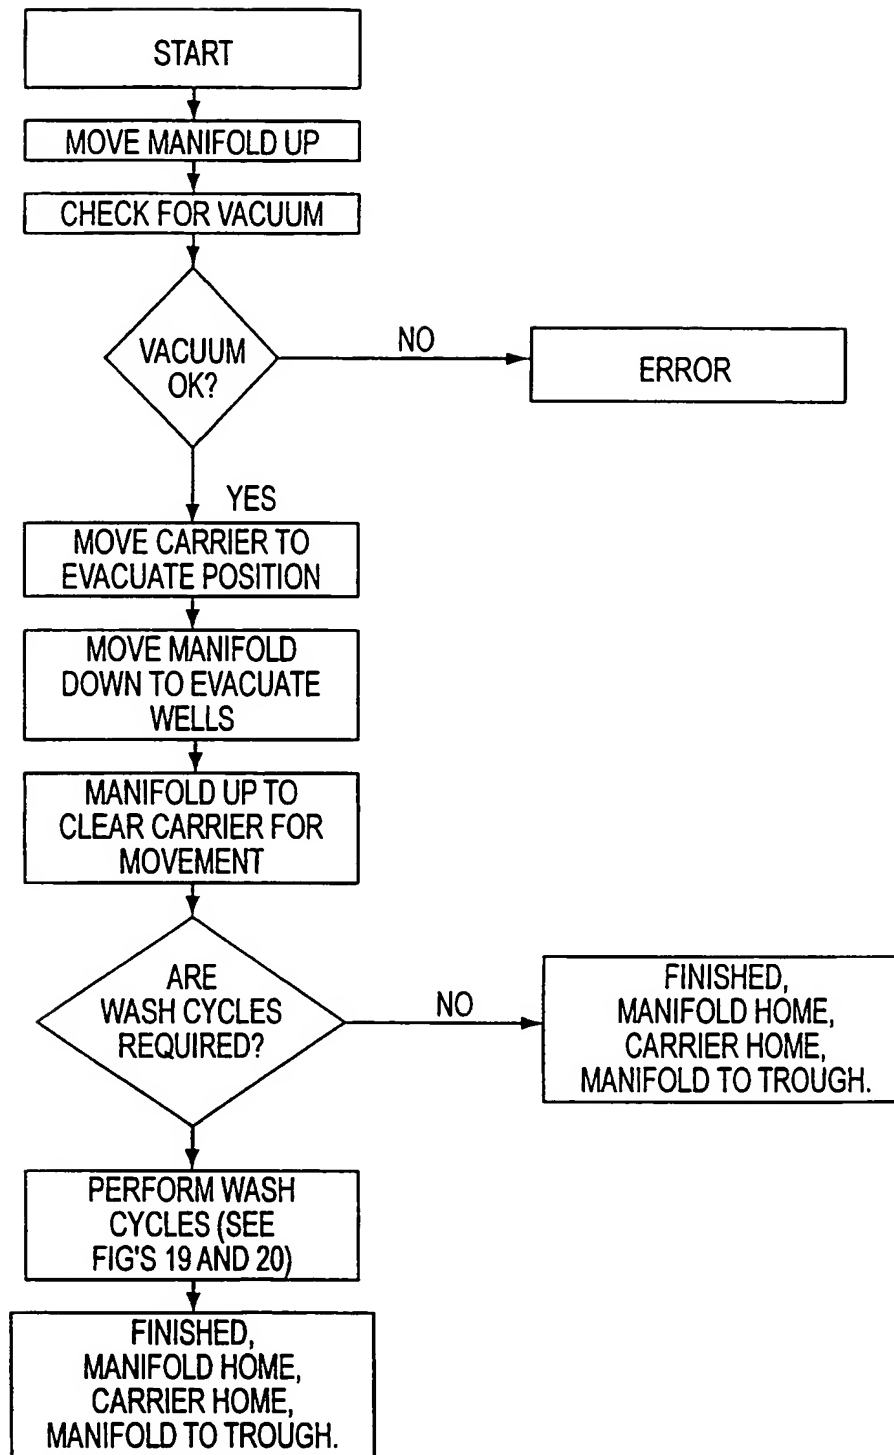 START
MOVE MANIFOLD UP
CHECK FOR VACUUM
VACUUM
OK?
NO
ERROR
YES
MOVE CARRIER TO
EVACUATE POSITION
MOVE MANIFOLD
DOWN TO EVACUATE
WELLS
MANIFOLD UP TO
CLEAR CARRIER FOR
MOVEMENT
ARE
WASH CYCLES
REQUIRED?
NO
FINISHED,
MANIFOLD HOME,
CARRIER HOME,
MANIFOLD TO TROUGH.
PERFORM WASH
CYCLES (SEE
FIG'S 19 AND 20)
FINISHED,
MANIFOLD HOME,
CARRIER HOME,
MANIFOLD TO TROUGH.